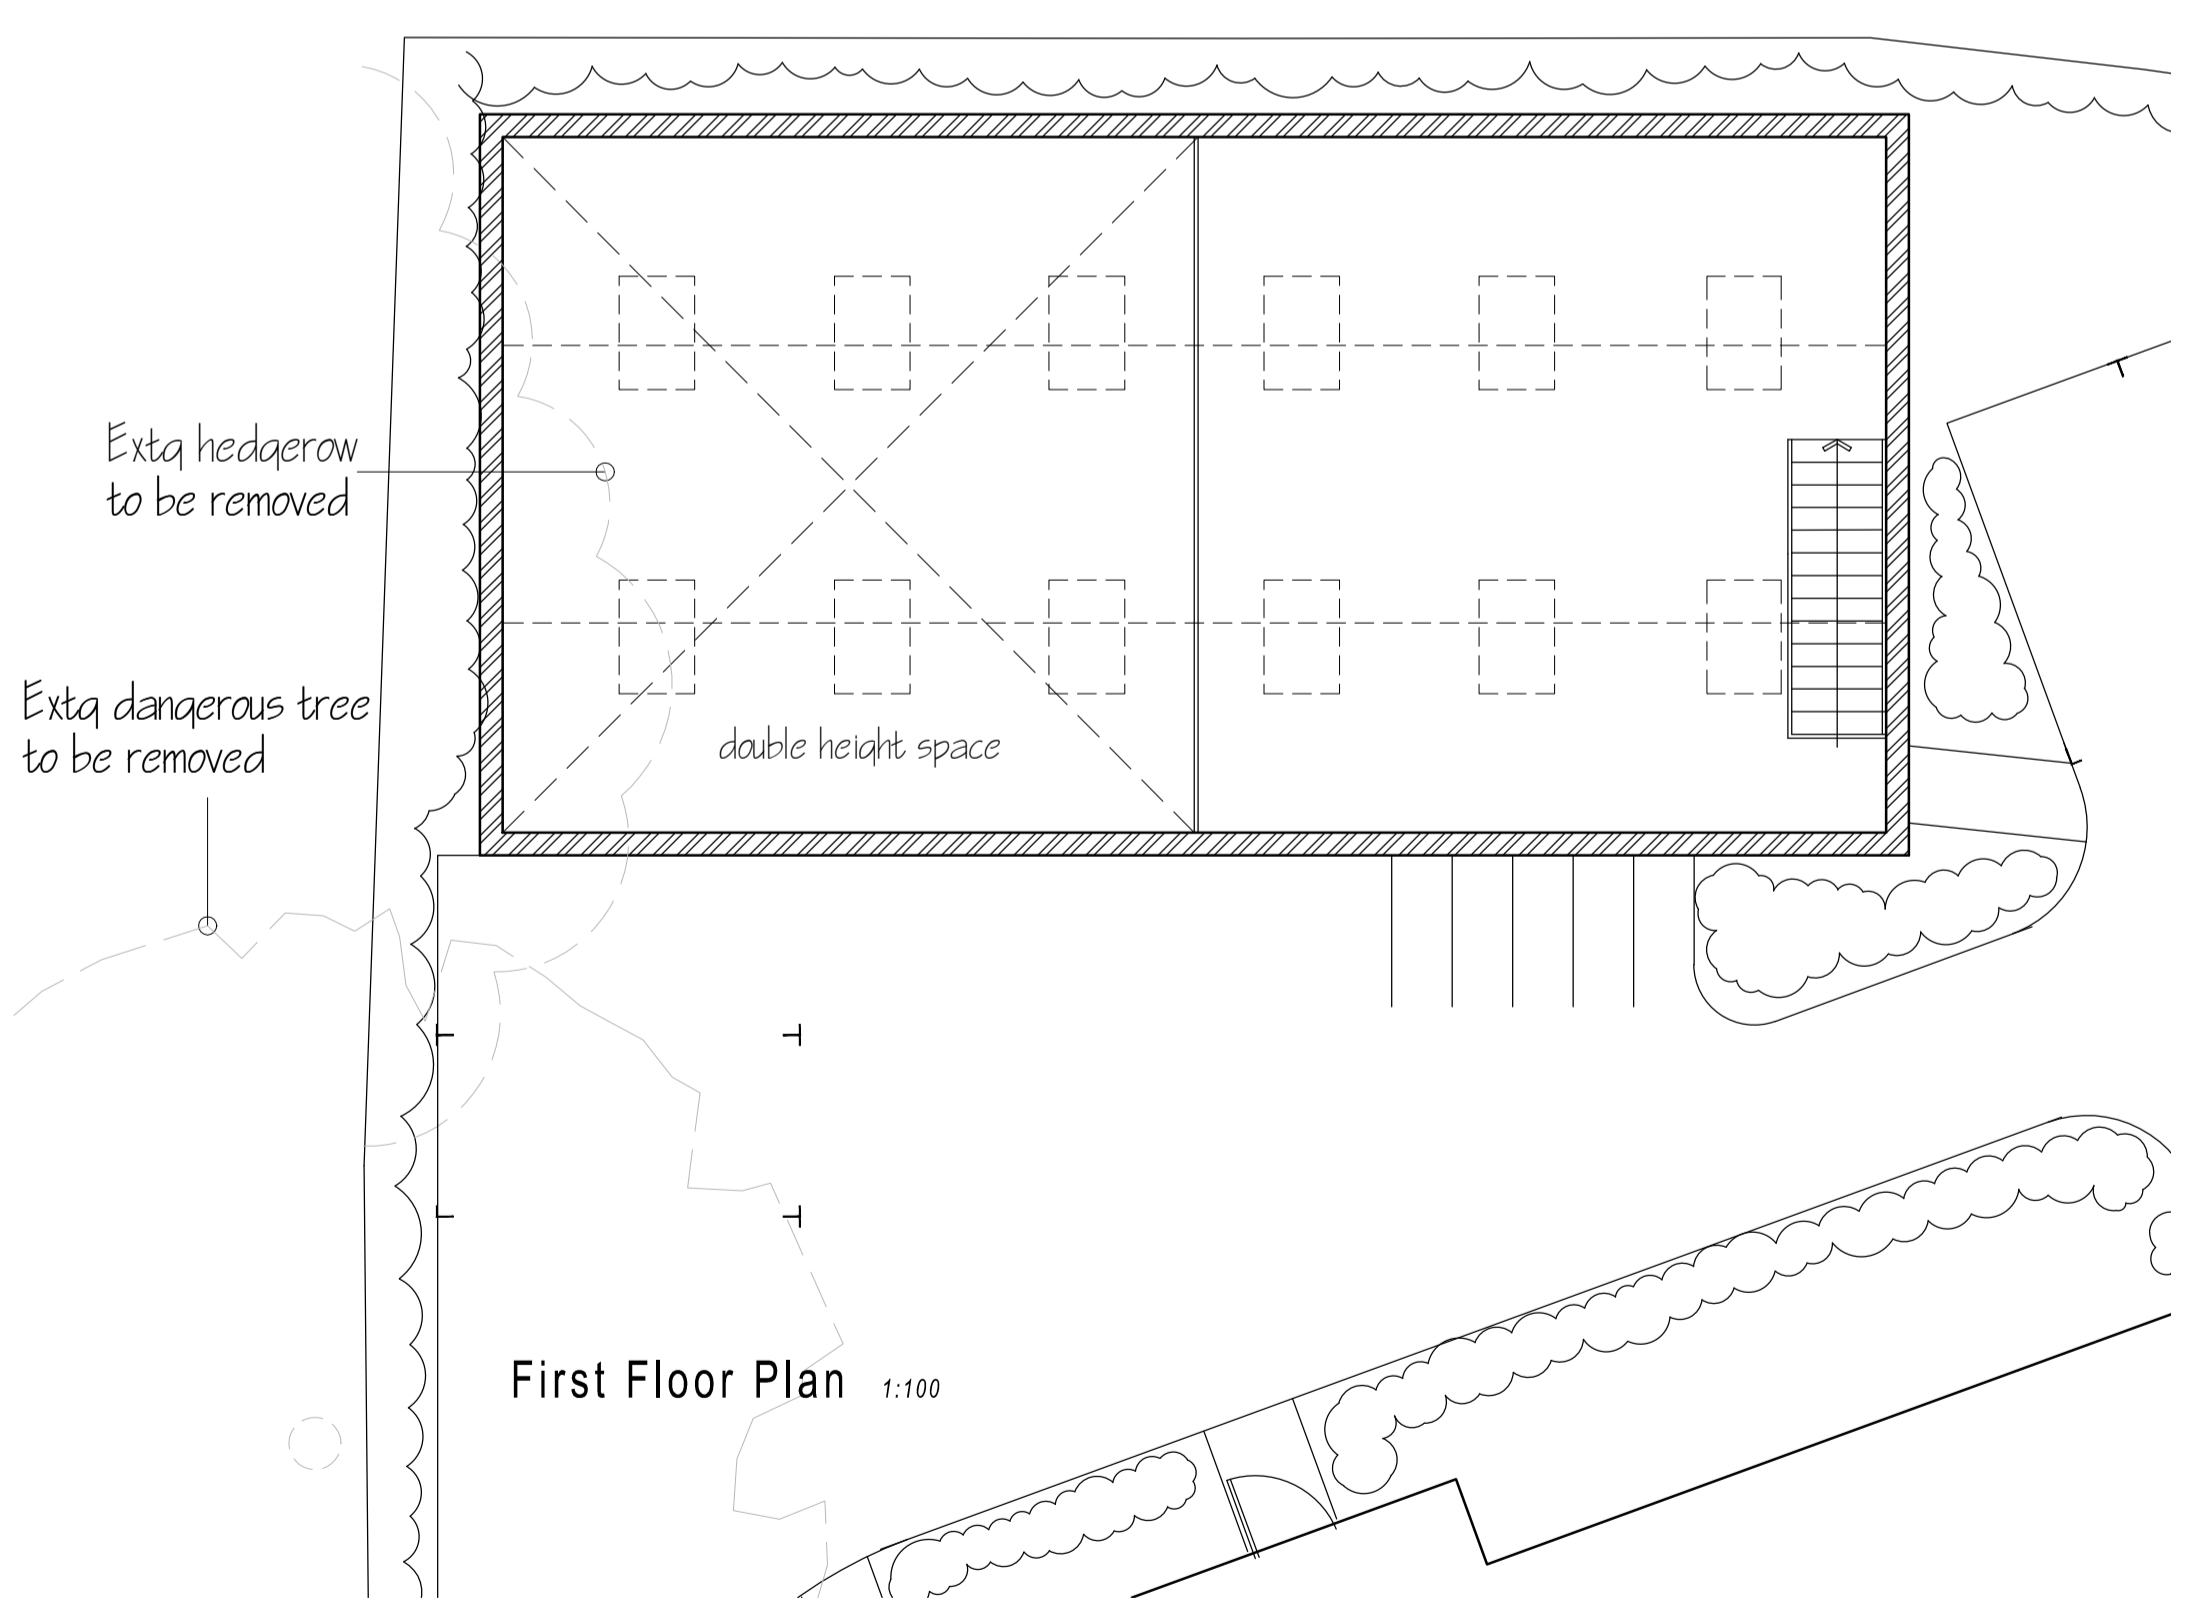 Extg hedgerow
to be removed
Extg dangerous tree
to be removed
double height space
First Floor Plan 1:100